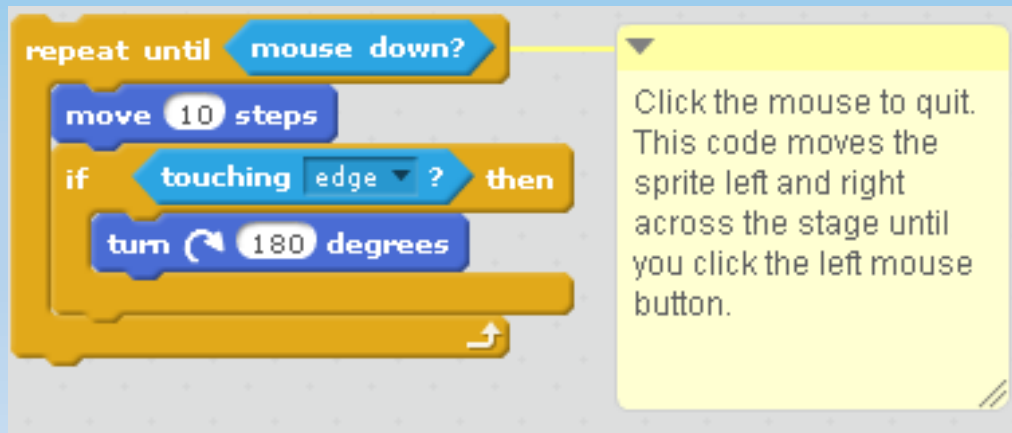 repeat until mouse down?
move 10 steps
if touching edge ? then
turn 180 degrees
Click the mouse to quit.
This code moves the
sprite left and right
across the stage until
you click the left mouse
button.